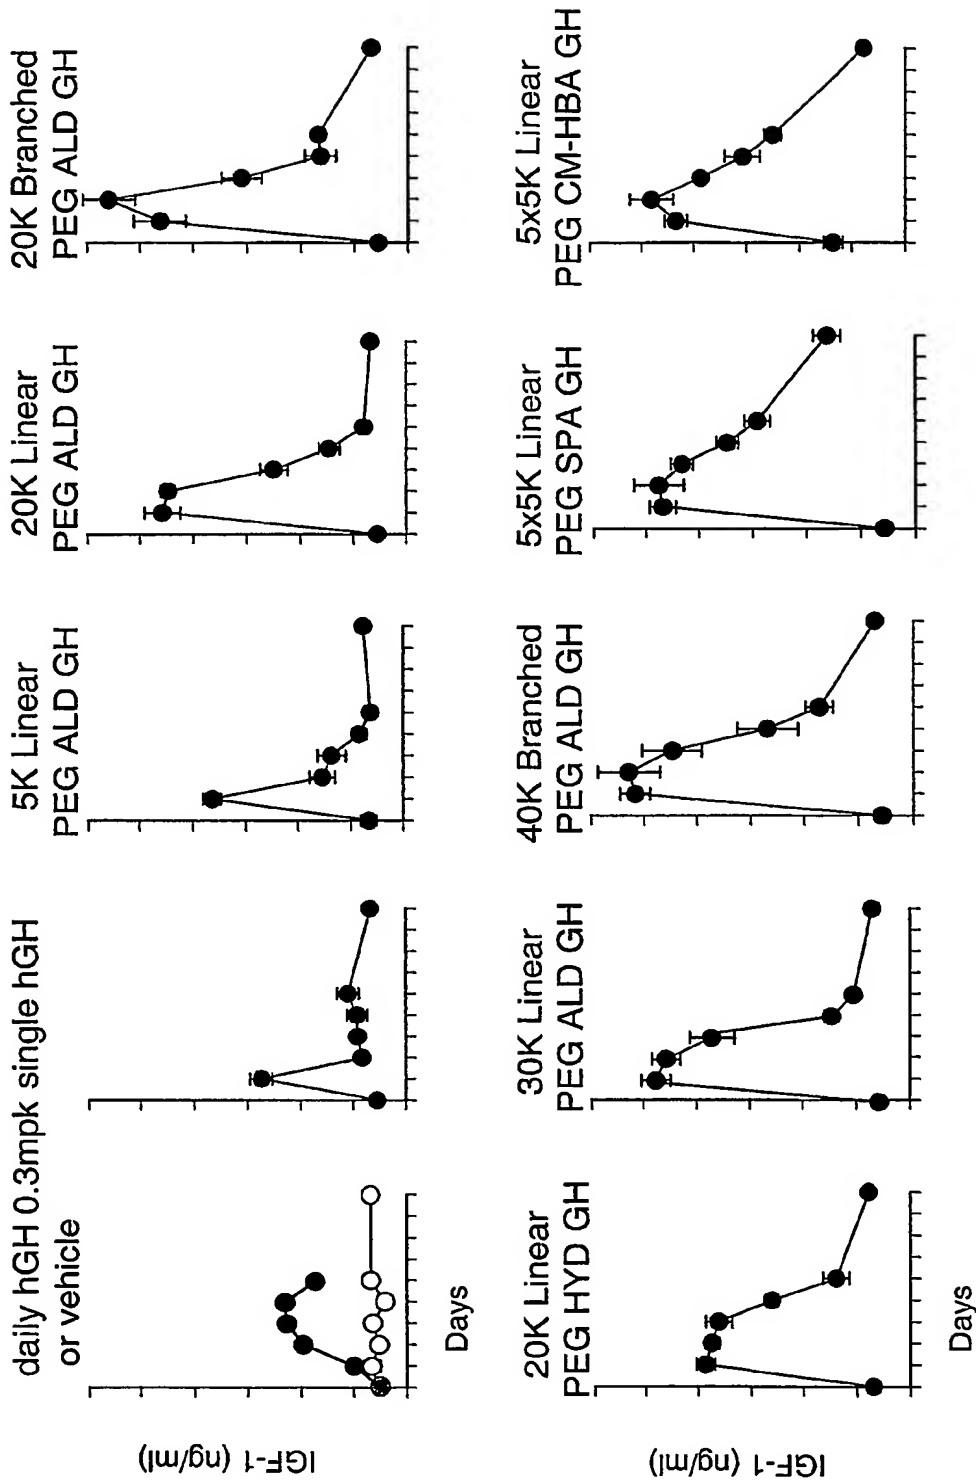 daily hGH 0.3mpk
or vehicle
single hGH
5K Linear
PEG ALD GH
20K Linear
PEG ALD GH
20K Branched
PEG ALD GH
IGF-1 (ng/ml)
Days
20K Linear
PEG HYD GH
30K Linear
PEG ALD GH
40K Branched
PEG ALD GH
5x5K Linear
PEG SPA GH
5x5K Linear
PEG CM-HBA GH
IGF-1 (ng/ml)
Days